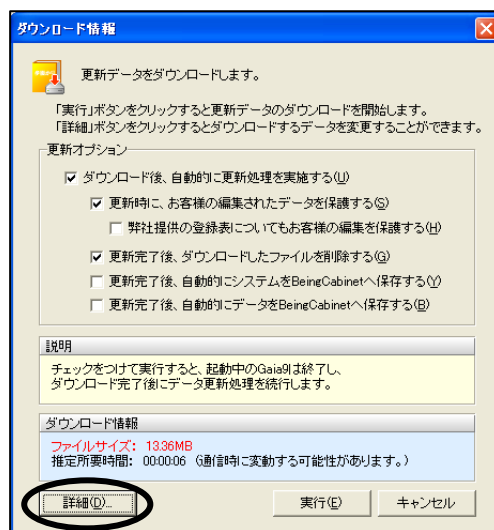 ダウンロード情報
更新データをダウンロードします。
「実行」ボタンをクリックすると更新データのダウンロードを開始します。
「詳細」ボタンをクリックするとダウンロードするデータを変更することができます。
更新オプション
ダウンロード後、自動的に更新処理を実施する(U)
更新時に、お客様の編集されたデータを保護する(S)
弊社提供の登録表についてもお客様の編集を保護する(H)
更新完了後、ダウンロードしたファイルを削除する(G)
更新完了後、自動的にシステムをBeingCabinetへ保存する(Y)
更新完了後、自動的にデータをBeingCabinetへ保存する(B)
説明
チェックをつけて実行すると、起動中のGaia9は終了し、
ダウンロード完了後にデータ更新処理を続行します。
ダウンロード情報
ファイルサイズ: 13.36MB
推定所要時間: 00:00:06 (通信時に変動する可能性があります。)
詳細(D)... 実行(E) キャンセル